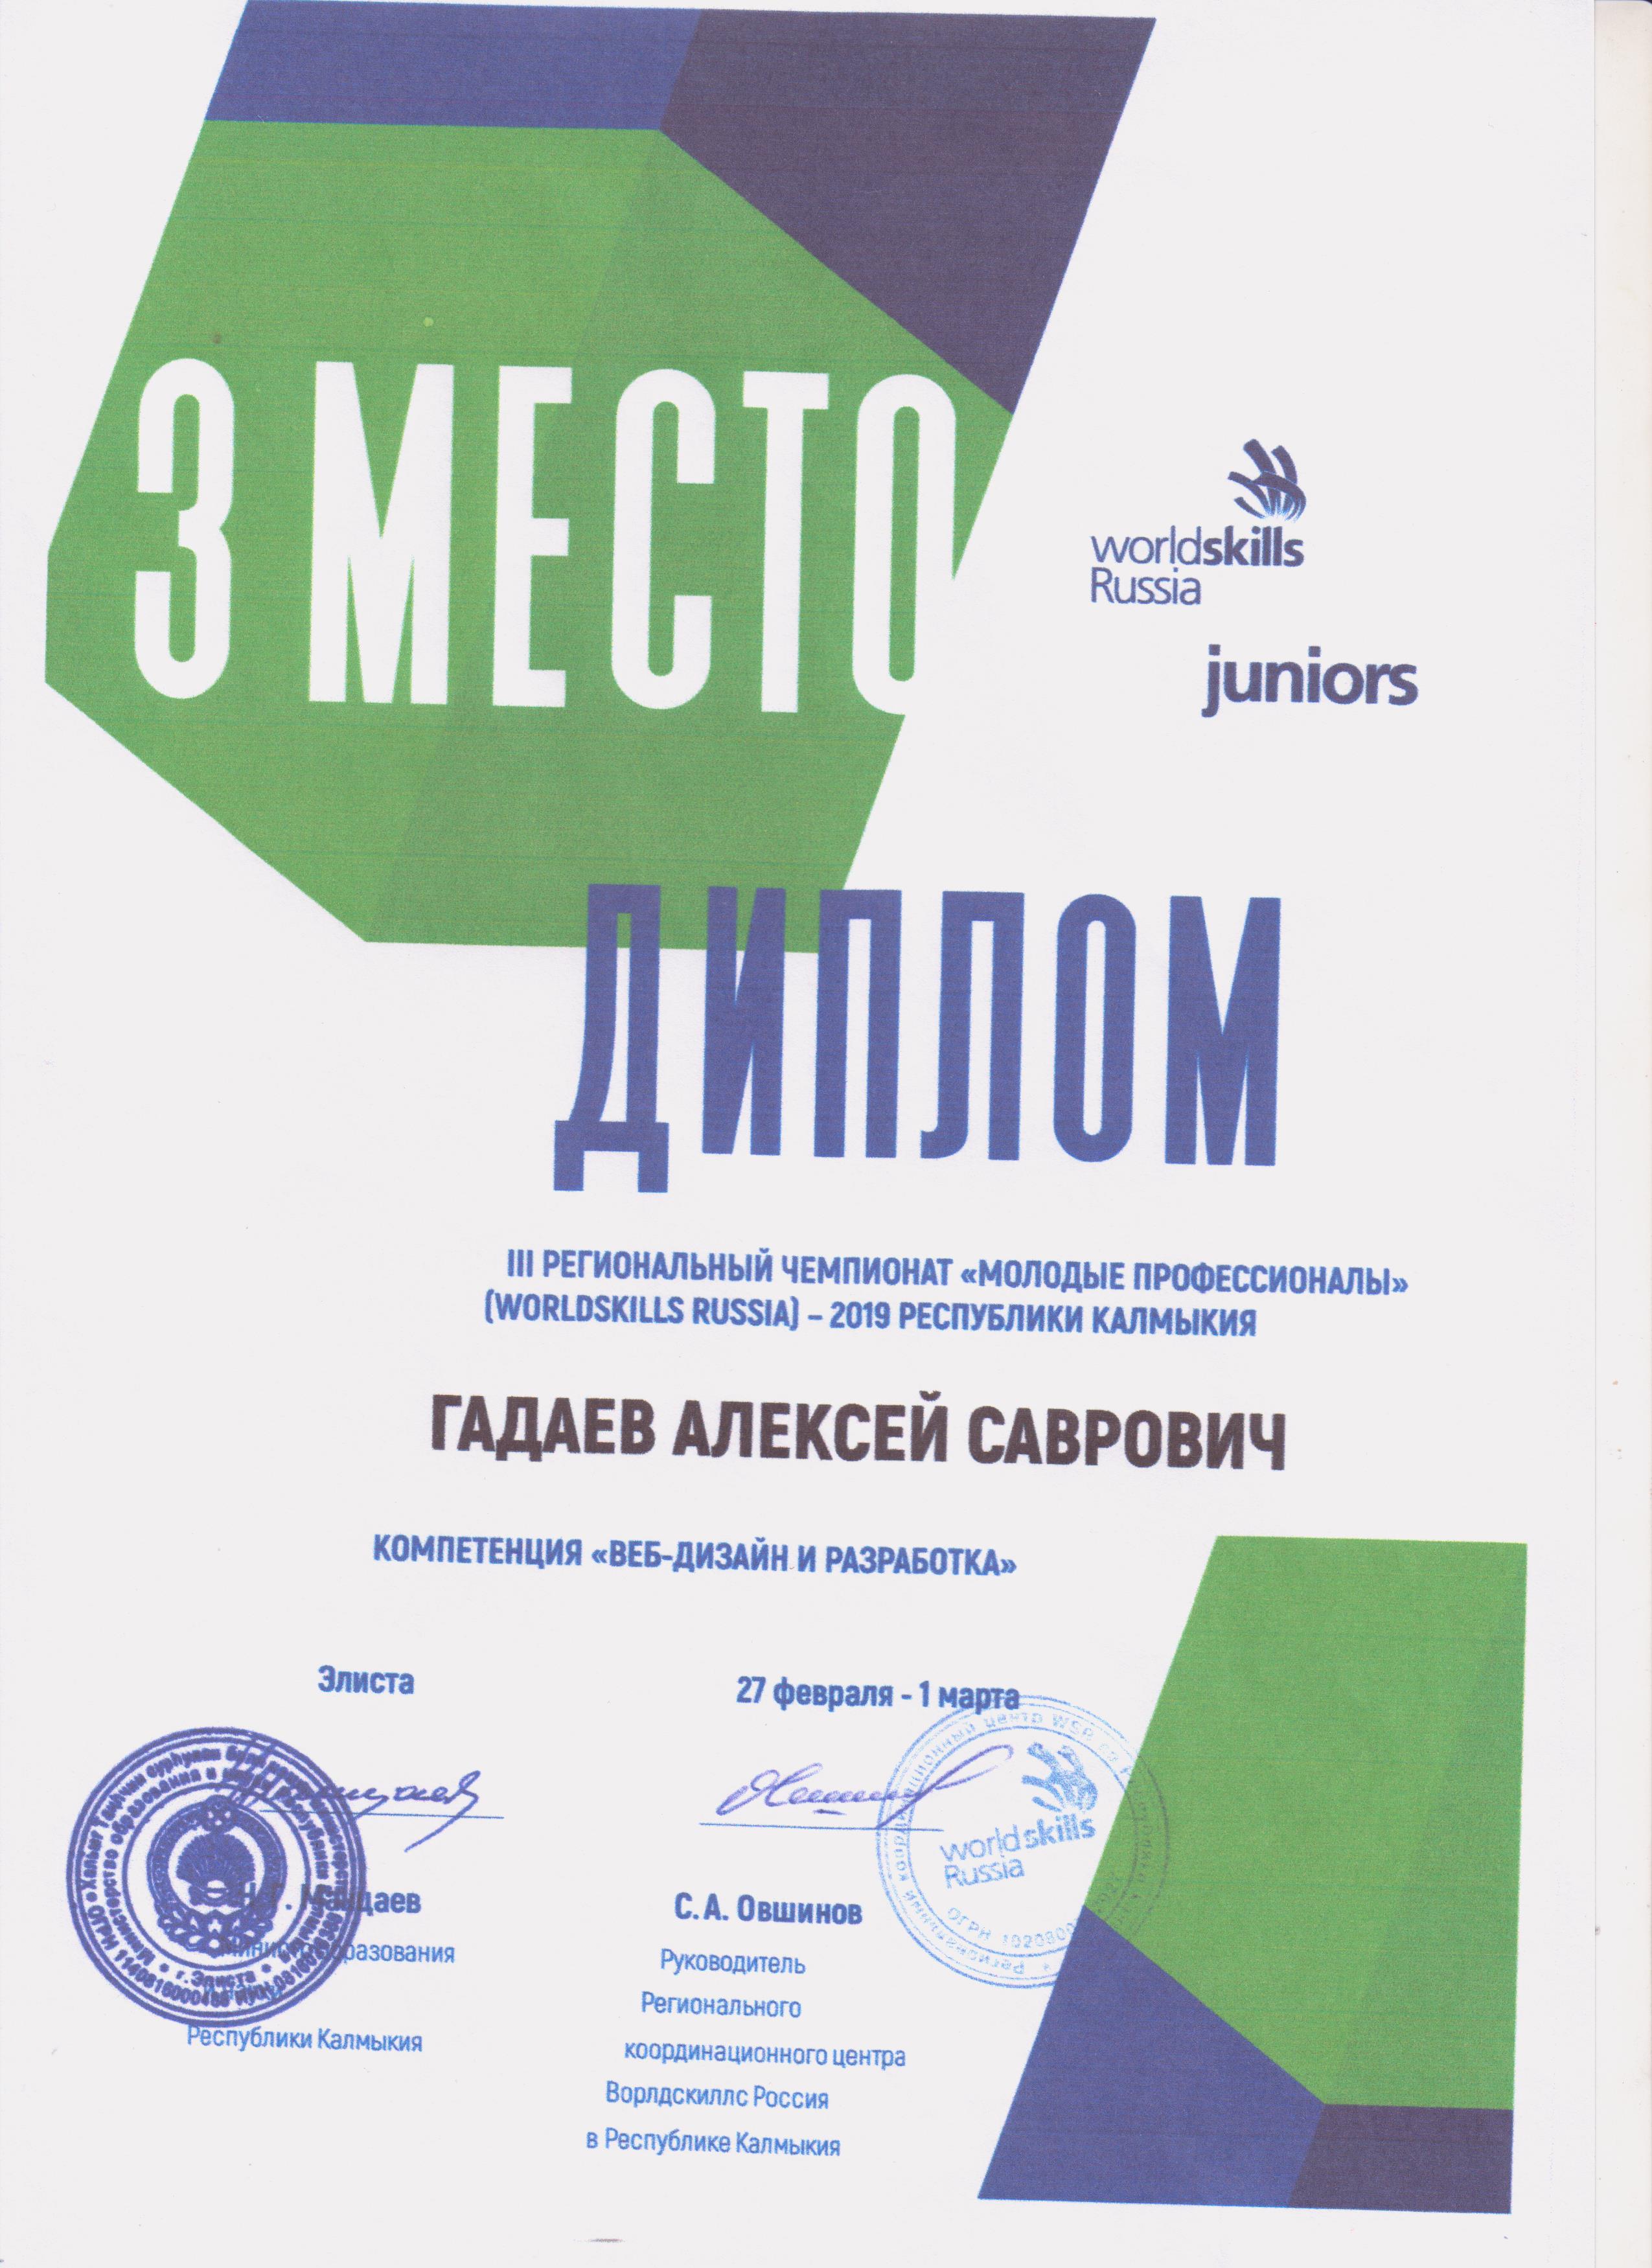 3 МЕСТО
worldskills
Russia
juniors
ДИПЛОМ
III РЕГИОНАЛЬНЫЙ ЧЕМПИОНАТ «МОЛОДЫЕ ПРОФЕССИОНАЛЫ»
(WORLDSKILLS RUSSIA) – 2019 РЕСПУБЛИКИ КАЛМЫКИЯ
ГАДАЕВ АЛЕКСЕЙ САВРОВИЧ
КОМПЕТЕНЦИЯ «ВЕБ-ДИЗАЙН И РАЗРАБОТКА»
Элиста
27 февраля - 1 марта
С. А. Овшинов
образования
Республики Калмыкия
Руководитель
Регионального
координационного центра
Ворлдскиллс Россия
в Республике Калмыкия
worldskills
Russia
г. Элиста